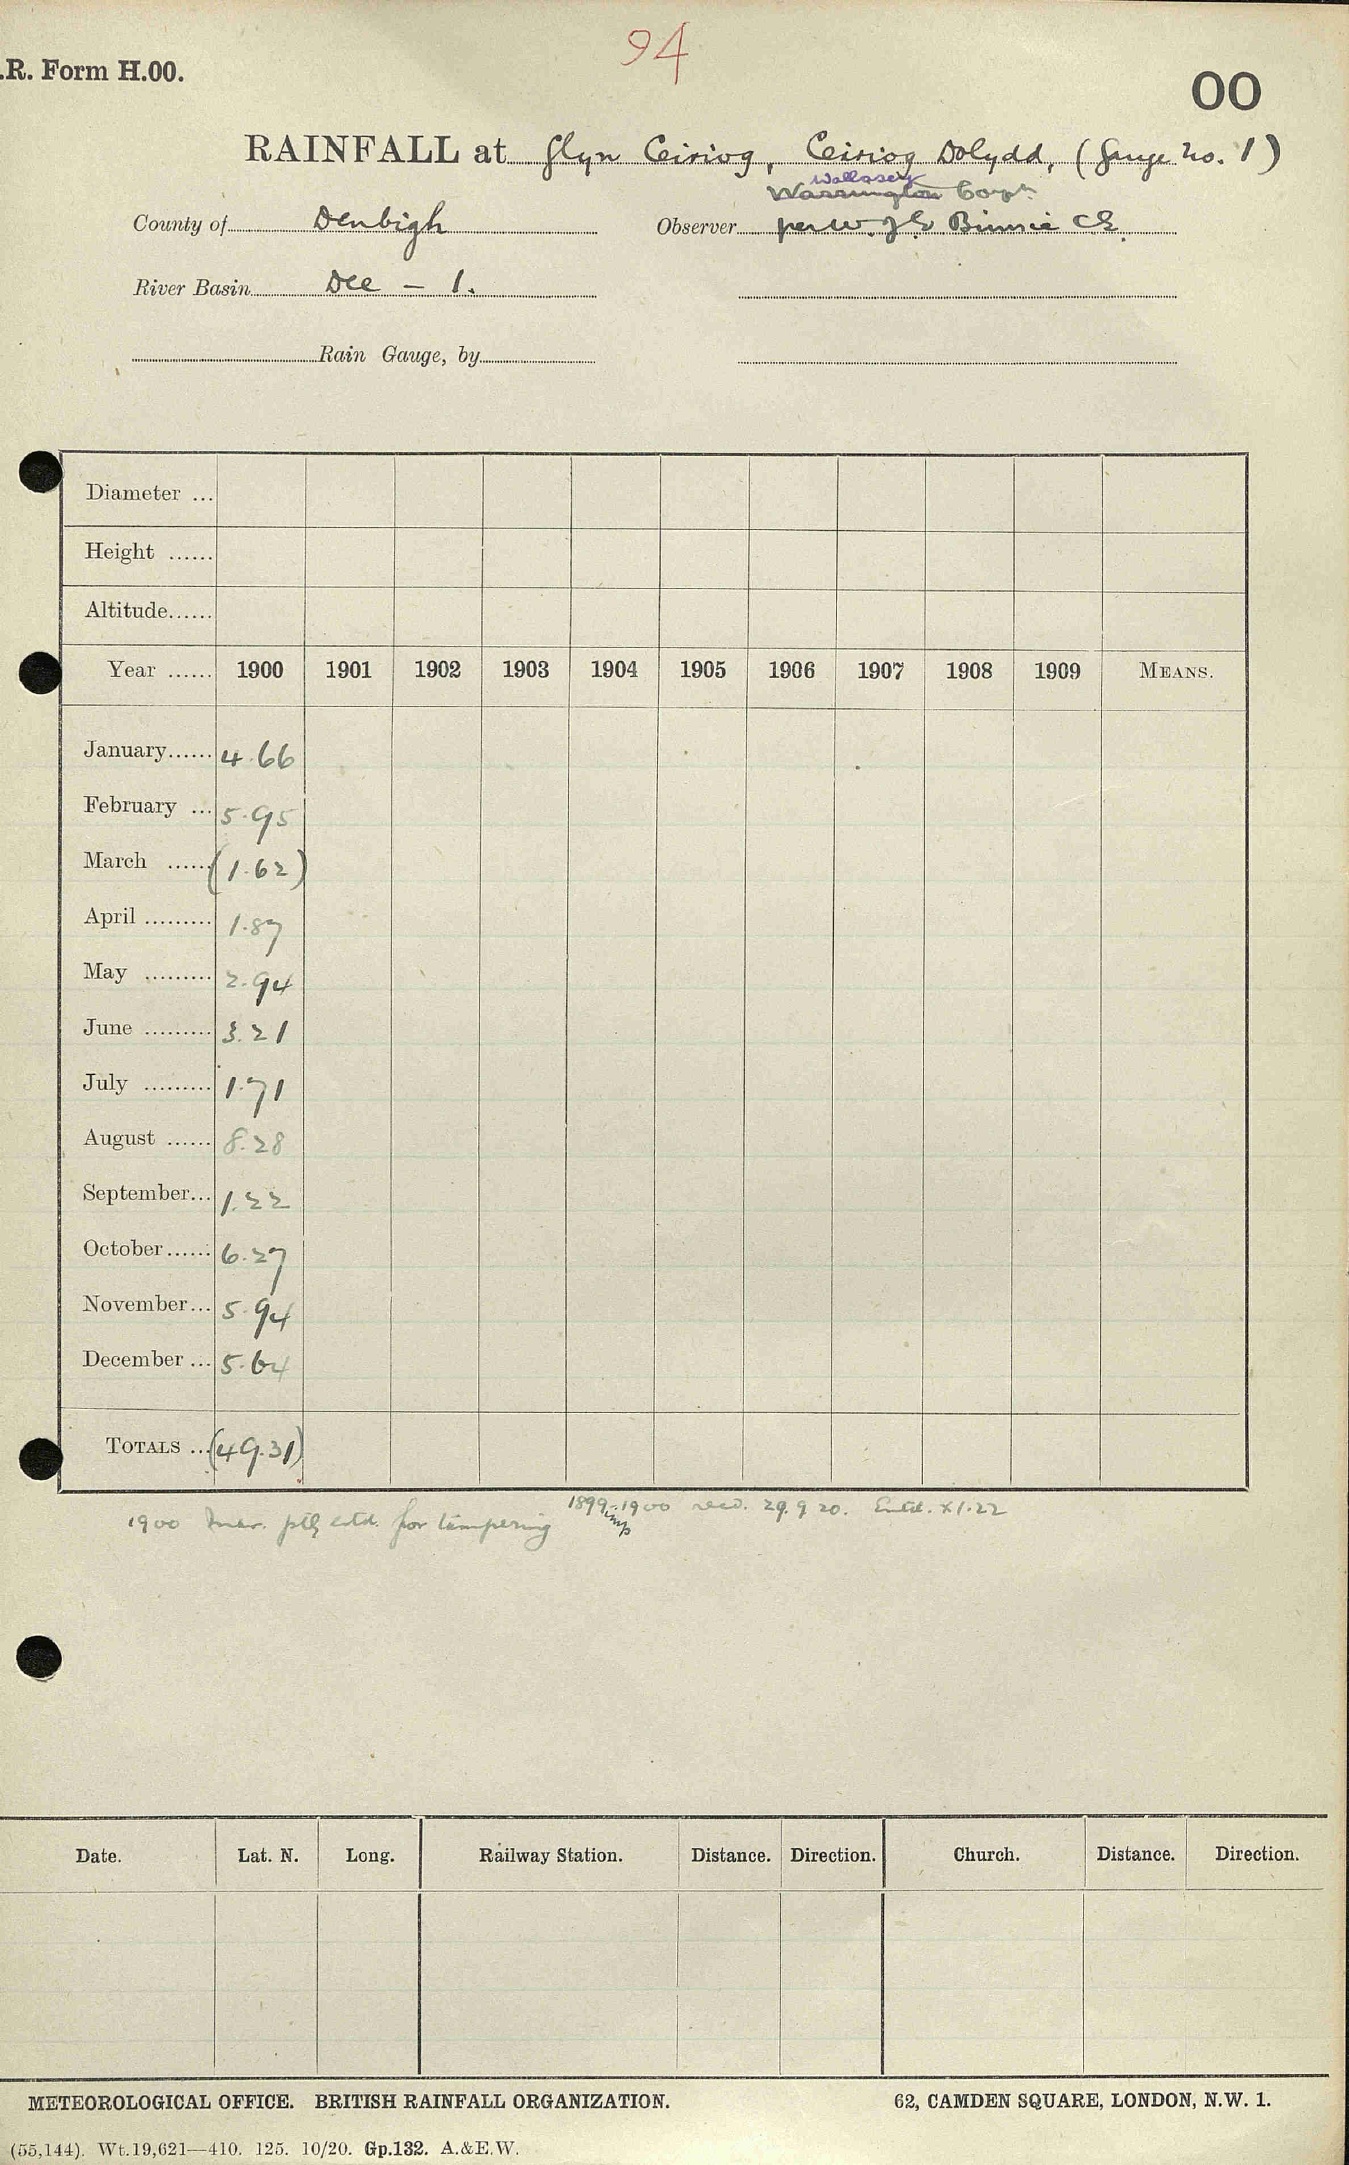 94
.R. Form H.00.
00
RAINFALL at Glyn Ceiriog, Ceiriog Dolydd, (Gauge No. 1)
Wallasey
Warrington Corpn.
County of Denbigh Observer per W. J. E. Binnie CE.
River Basin Dee - 1.
Rain Gauge, by
Diameter ...
Height ......
Altitude......
Year ...... 1900 1901 1902 1903 1904 1905 1906 1907 1908 1909 MEANS.
January...... 4.66
February ... 5.95
March ...... (1.62)
April ......... 1.87
May ......... 2.94
June ......... 3.21
July ......... 1.71
August ...... 8.28
September... 1.22
October...... 6.27
November... 5.94
December ... 5.64
TOTALS ... (49.31)
1899-1900 recd. 29.9.20. Entd. x1.22
1900 Mar. ptly estd. for tampering
Date. Lat. N. Long. Railway Station. Distance. Direction. Church. Distance. Direction.
METEOROLOGICAL OFFICE. BRITISH RAINFALL ORGANIZATION. 62, CAMDEN SQUARE, LONDON, N.W. 1.
(55,144). Wt.19,621—410. 125. 10/20. Gp.132. A.&E.W.